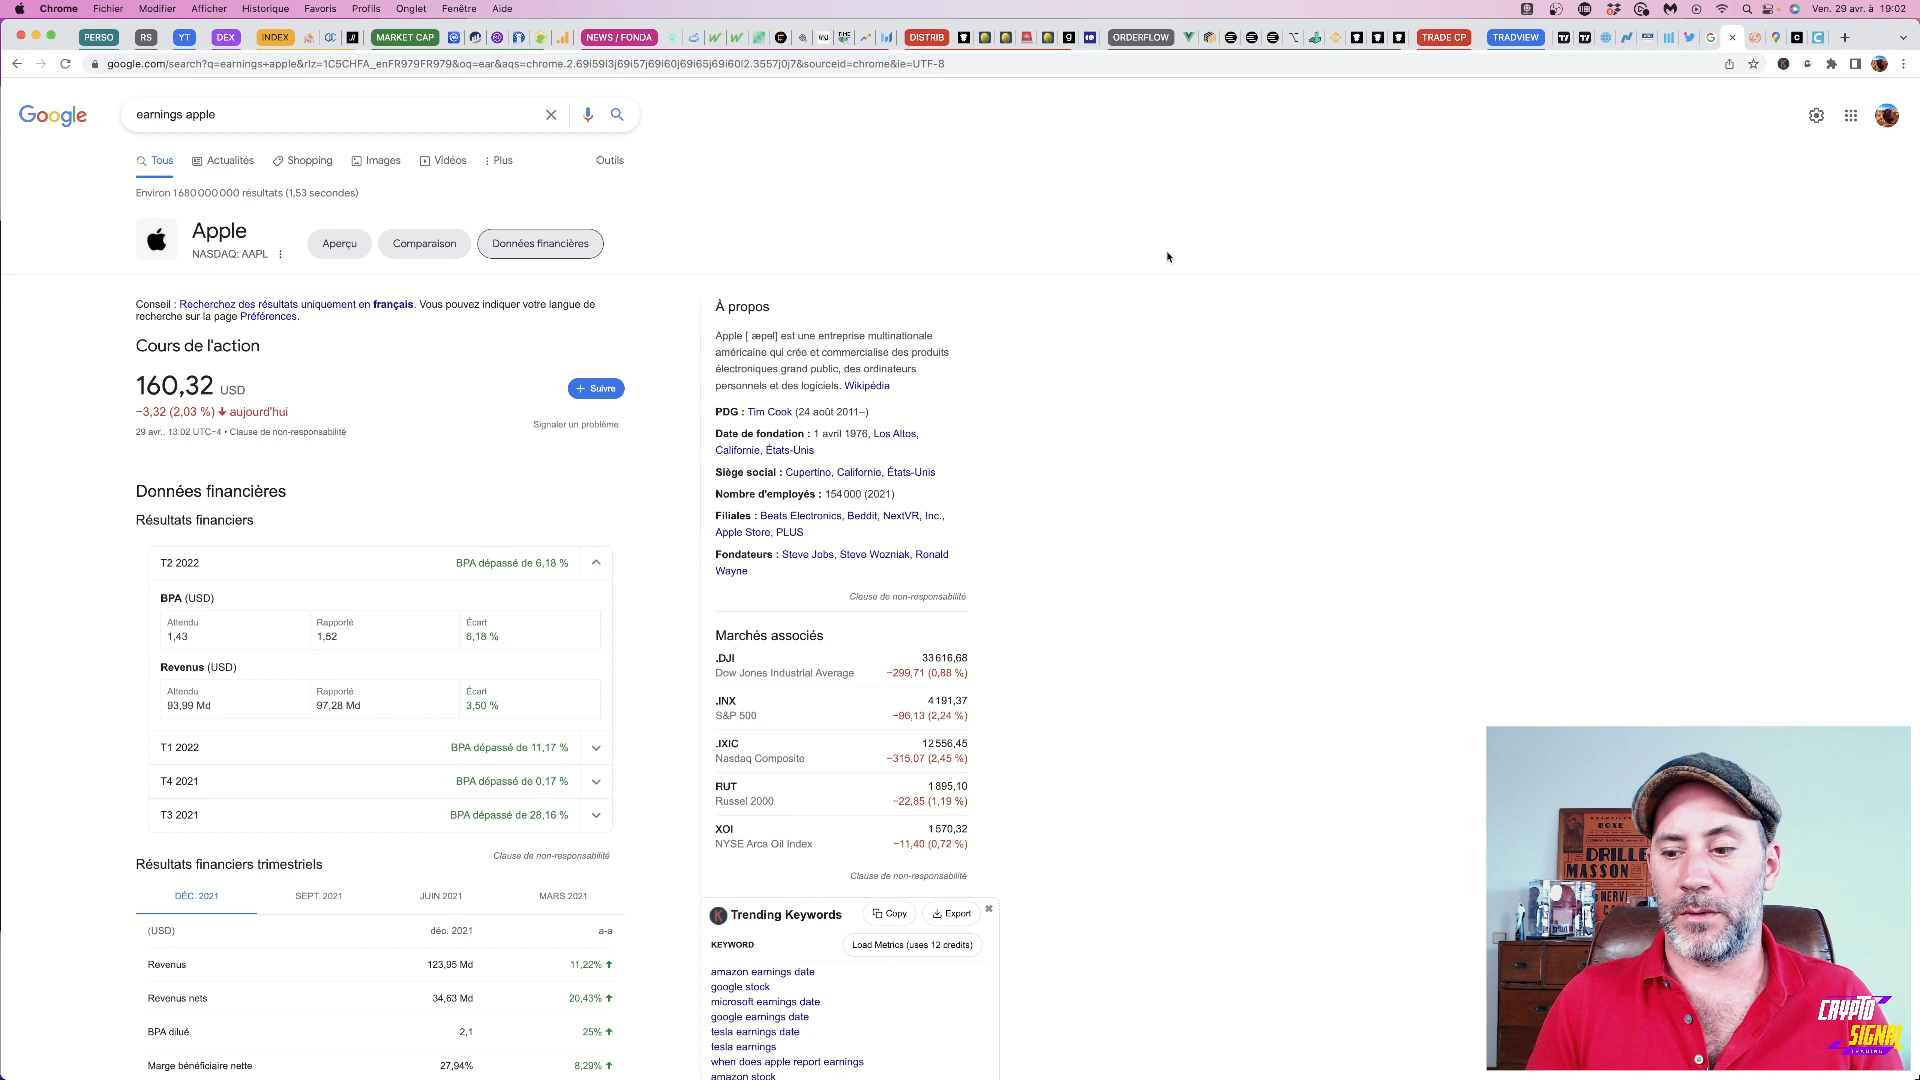 Chrome Fichier Modifier Afficher Historique Favoris Profils Onglet Fenêtre Aide
Ven. 29 avr. à 19:02
PERSO RS YT DEX INDEX MARKET CAP NEWS / FONDA DISTRIB ORDERFLOW TRADE CP TRADVIEW
google.com/search?q=earnings+apple&rlz=1C5CHFA_enFR979FR979&oq=ear&aqs=chrome.2.69i59l3j69i57j69i60j69i65j69i60l2.3557j0j7&sourceid=chrome&ie=UTF-8
Google
earnings apple
Tous Actualités Shopping Images Vidéos Plus Outils
Environ 1 680 000 000 résultats (1,53 secondes)
Apple
NASDAQ: AAPL
Aperçu Comparaison Données financières
Conseil : Recherchez des résultats uniquement en français. Vous pouvez indiquer votre langue de
recherche sur la page Préférences.
Cours de l'action
160,32 USD
Suivre
−3,32 (2,03 %) aujourd'hui
29 avr., 13:02 UTC−4 • Clause de non-responsabilité
Signaler un problème
Données financières
Résultats financiers
T2 2022 BPA dépassé de 6,18 %
BPA (USD)
Attendu Rapporté Écart
1,43 1,52 6,18 %
Revenus (USD)
Attendu Rapporté Écart
93,99 Md 97,28 Md 3,50 %
T1 2022 BPA dépassé de 11,17 %
T4 2021 BPA dépassé de 0,17 %
T3 2021 BPA dépassé de 28,16 %
Clause de non-responsabilité
Résultats financiers trimestriels
DÉC. 2021 SEPT. 2021 JUIN 2021 MARS 2021
(USD) déc. 2021 a-a
Revenus 123,95 Md 11,22%
Revenus nets 34,63 Md 20,43%
BPA dilué 2,1 25%
Marge bénéficiaire nette 27,94% 8,29%
À propos
Apple [ˈæpəl] est une entreprise multinationale
américaine qui crée et commercialise des produits
électroniques grand public, des ordinateurs
personnels et des logiciels. Wikipédia
PDG : Tim Cook (24 août 2011–)
Date de fondation : 1 avril 1976, Los Altos,
Californie, États-Unis
Siège social : Cupertino, Californie, États-Unis
Nombre d'employés : 154 000 (2021)
Filiales : Beats Electronics, Beddit, NextVR, Inc.,
Apple Store, PLUS
Fondateurs : Steve Jobs, Steve Wozniak, Ronald
Wayne
Clause de non-responsabilité
Marchés associés
.DJI 33 616,68
Dow Jones Industrial Average −299,71 (0,88 %)
.INX 4 191,37
S&P 500 −96,13 (2,24 %)
.IXIC 12 556,45
Nasdaq Composite −315,07 (2,45 %)
RUT 1 895,10
Russel 2000 −22,85 (1,19 %)
XOI 1 570,32
NYSE Arca Oil Index −11,40 (0,72 %)
Clause de non-responsabilité
Trending Keywords Copy Export
KEYWORD Load Metrics (uses 12 credits)
amazon earnings date
google stock
microsoft earnings date
google earnings date
tesla earnings date
tesla earnings
when does apple report earnings
amazon stock
BOXE
DRILLE
MASSON
NERVI
CRYPTO
SIGNAL
TRADING